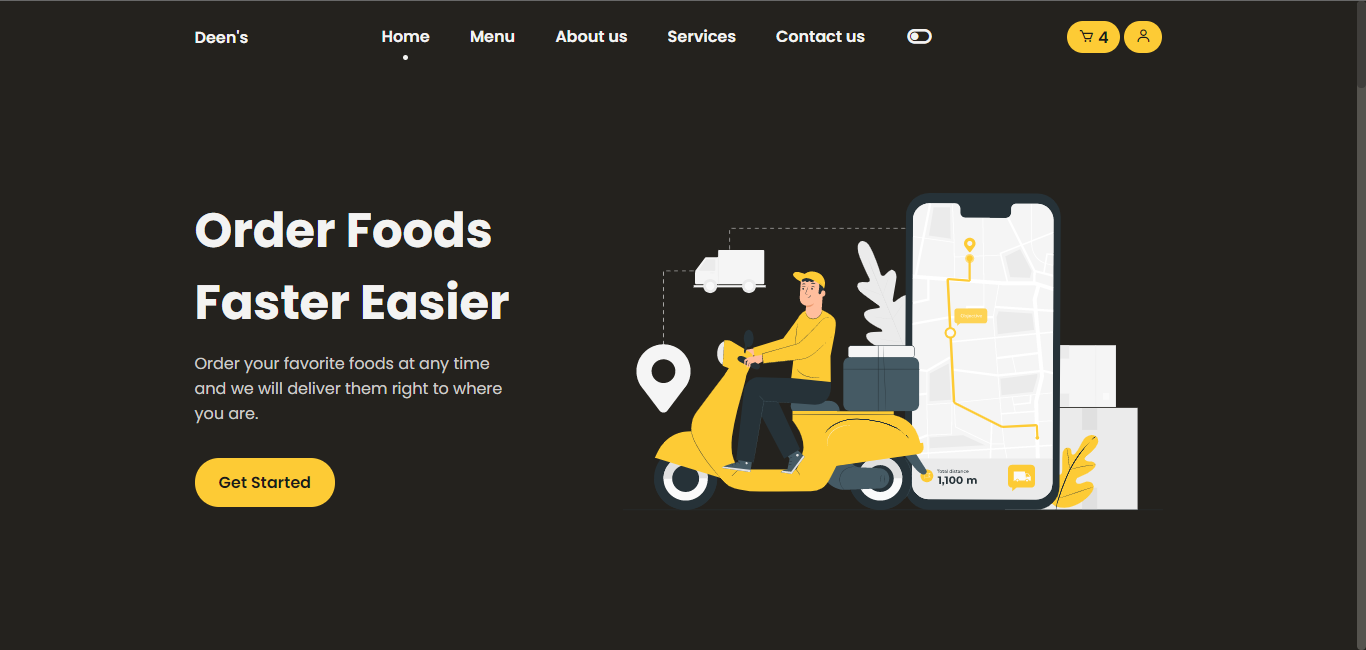 Deen's
Home Menu About us Services Contact us
4
Order Foods
Faster Easier
Order your favorite foods at any time
and we will deliver them right to where
you are.
Get Started
Total distance
1,100 m